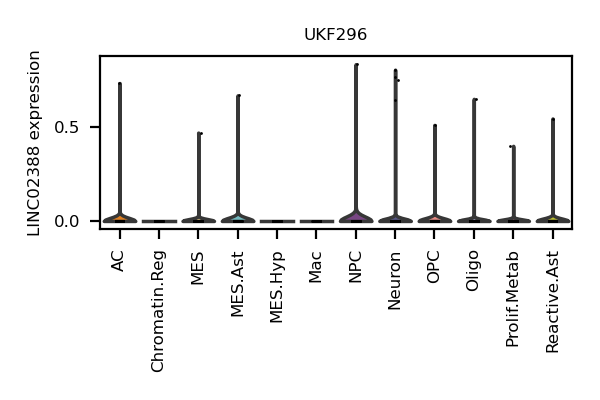 UKF296
LINC02388 expression
0.5
0.0
AC
Chromatin.Reg
MES
MES.Ast
MES.Hyp
Mac
NPC
Neuron
OPC
Oligo
Prolif.Metab
Reactive.Ast